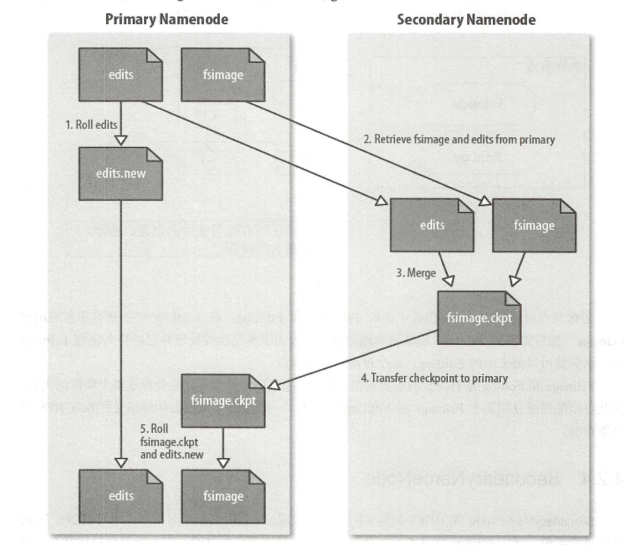 Primary Namenode
Secondary Namenode
edits
fsimage
1. Roll edits
2. Retrieve fsimage and edits from primary
edits.new
edits
fsimage
3. Merge
fsimage.ckpt
4. Transfer checkpoint to primary
fsimage.ckpt
5. Roll
fsimage.ckpt
and edits.new
edits
fsimage